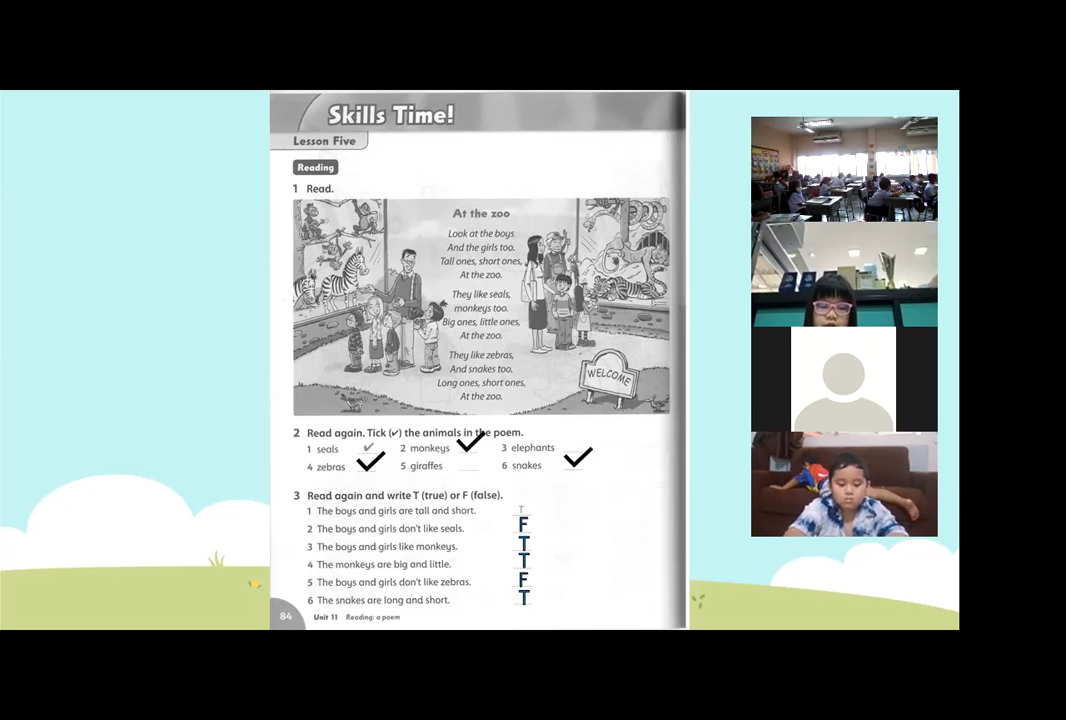 Skills Time!
Lesson Five
Reading
1 Read.
At the zoo
Look at the boys
And the girls too.
Tall ones, short ones,
At the zoo.
They like seals,
monkeys too.
Big ones, little ones,
At the zoo.
They like zebras,
And snakes too.
Long ones, short ones,
At the zoo.
WELCOME
2 Read again. Tick (✔) the animals in the poem.
1 seals ✔ 2 monkeys ✔ 3 elephants
4 zebras ✔ 5 giraffes 6 snakes ✔
3 Read again and write T (true) or F (false).
1 The boys and girls are tall and short. T
2 The boys and girls don't like seals. F
3 The boys and girls like monkeys. T
4 The monkeys are big and little. T
5 The boys and girls don't like zebras. F
6 The snakes are long and short. T
84 Unit 11 Reading: a poem